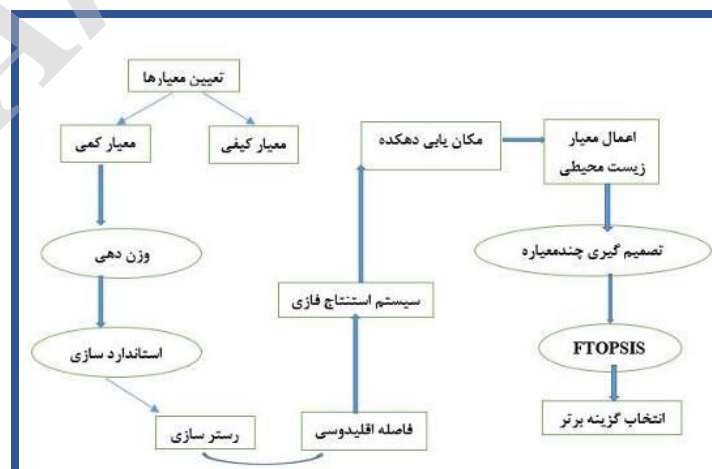 تعیین معیارها
معیار کمی
معیار کیفی
وزن دهی
استاندارد سازی
رستر سازی
فاصله اقلیدوسی
سیستم استنتاج فازی
مکان یابی دهکده
اعمال معیار
زیست محیطی
تصمیم گیری چندمعیاره
FTOPSIS
انتخاب گزینه برتر